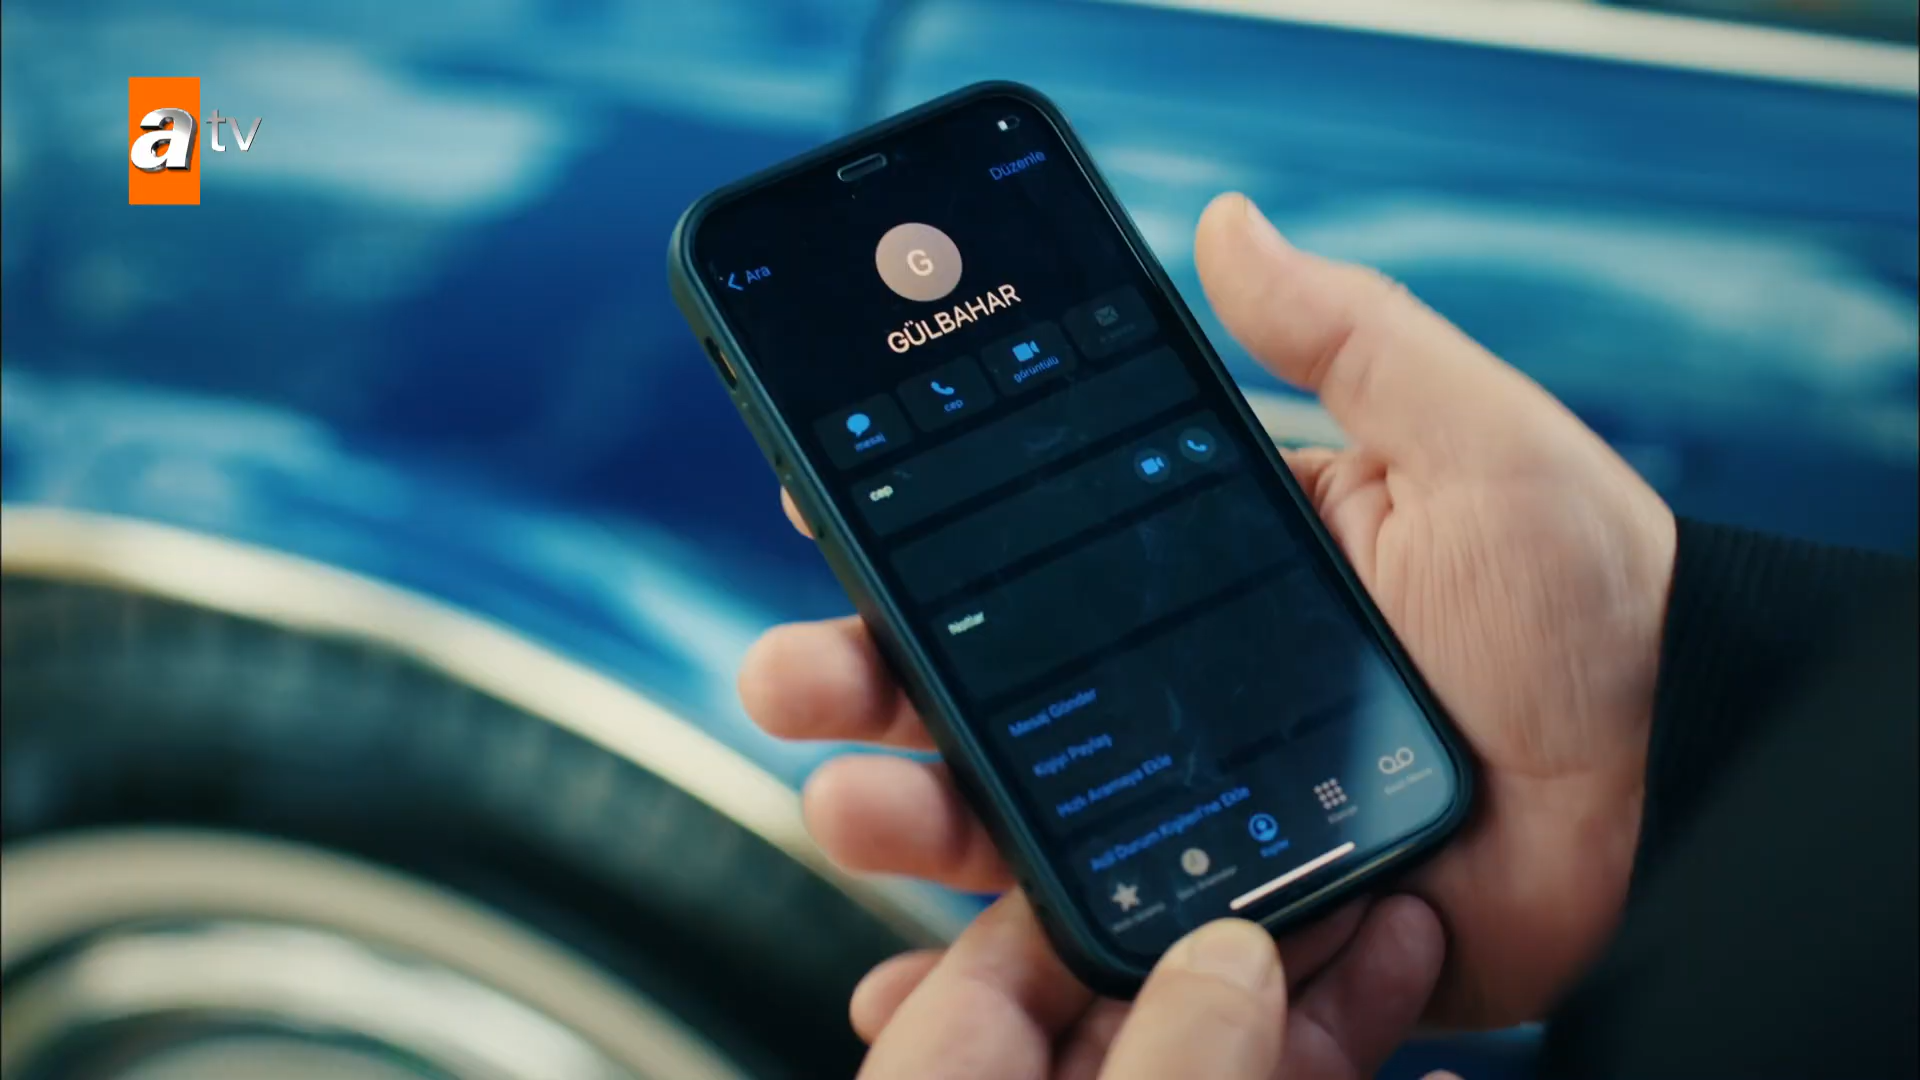 atv
Düzenle
Ara
G
GÜLBAHAR
mesaj
cep
görüntülü
cep
Notlar
Mesaj Gönder
Kişiyi Paylaş
Hızlı Aramaya Ekle
Acil Durum Kişileri'ne Ekle
Kişiler